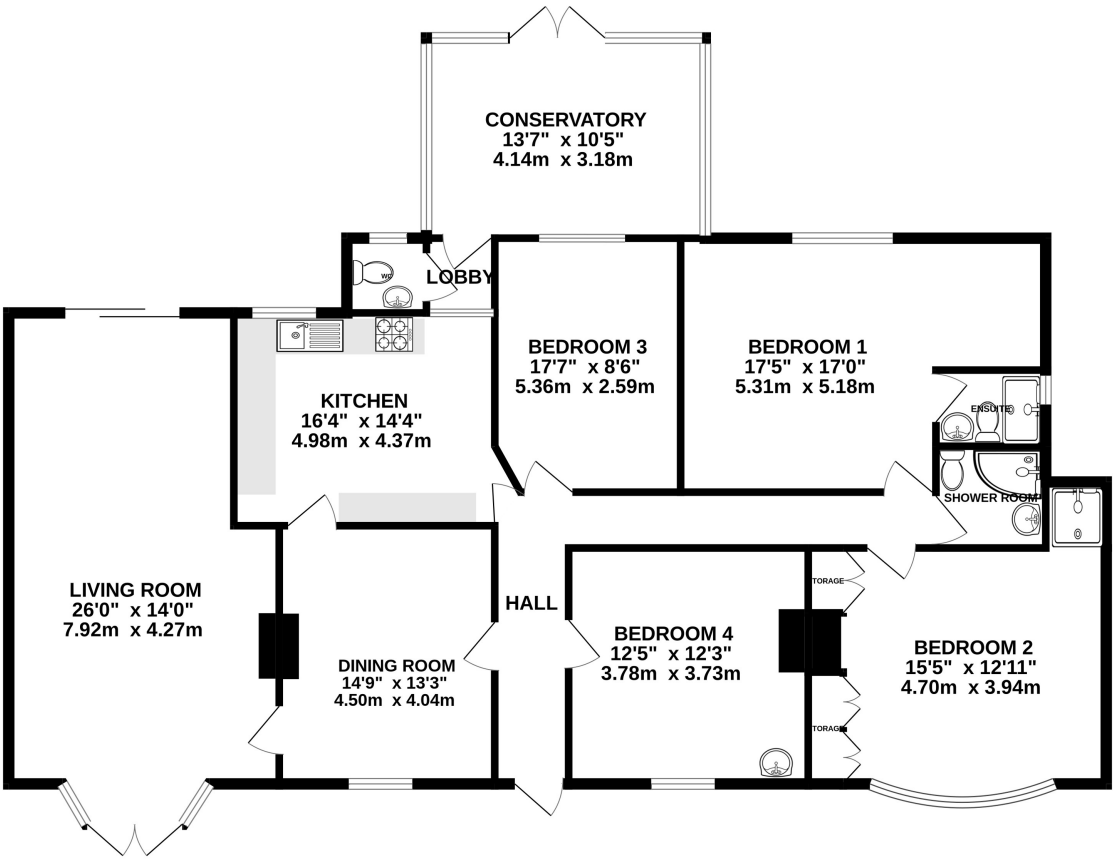 CONSERVATORY
13'7" x 10'5"
4.14m x 3.18m
WC
LOBBY
BEDROOM 3
17'7" x 8'6"
5.36m x 2.59m
BEDROOM 1
17'5" x 17'0"
5.31m x 5.18m
KITCHEN
16'4" x 14'4"
4.98m x 4.37m
ENSUITE
SHOWER ROOM
LIVING ROOM
26'0" x 14'0"
7.92m x 4.27m
HALL
DINING ROOM
14'9" x 13'3"
4.50m x 4.04m
BEDROOM 4
12'5" x 12'3"
3.78m x 3.73m
TORAGE
BEDROOM 2
15'5" x 12'11"
4.70m x 3.94m
TORAGE